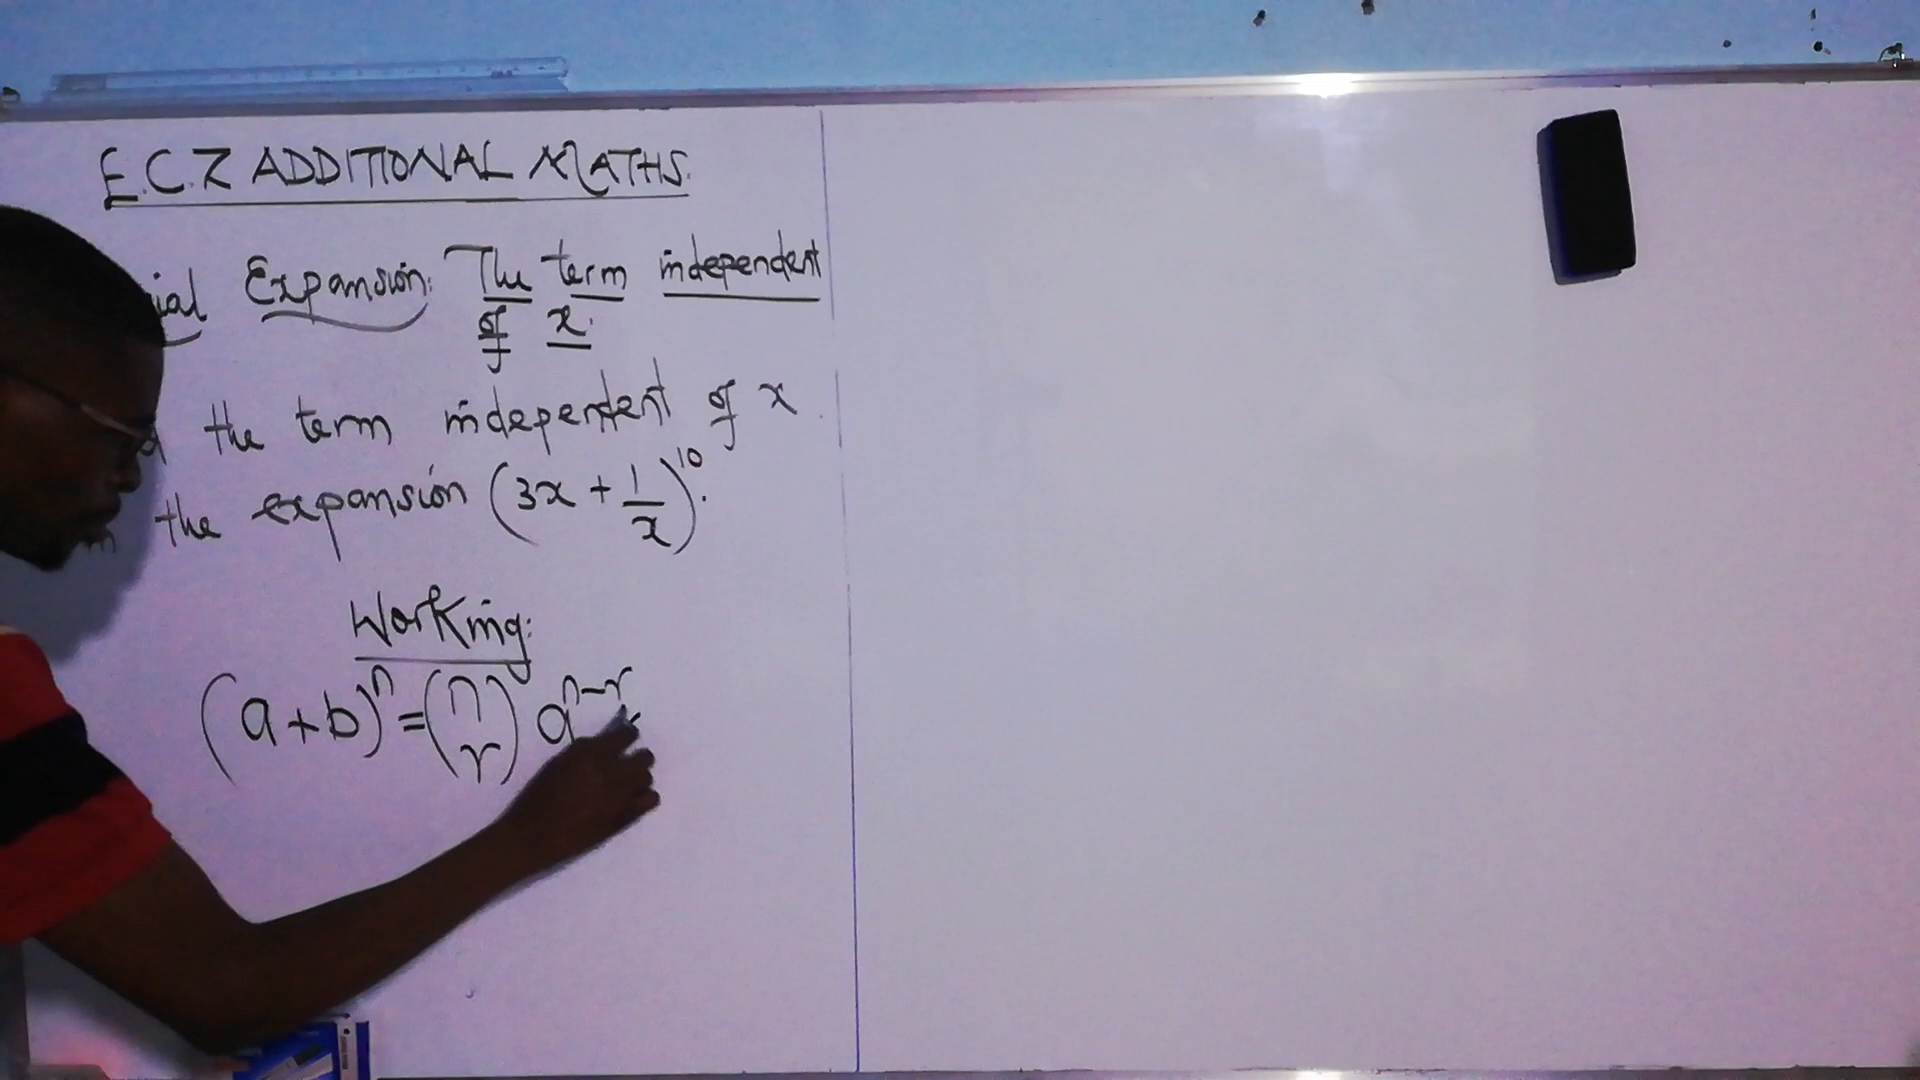 E.C.Z ADDITIONAL MATHS.
Expansion: The term independent
of x.
the term independent of x
the expansion (3x + 1/x)^10.
Working:
(a+b)^n = (n r) a^n-r